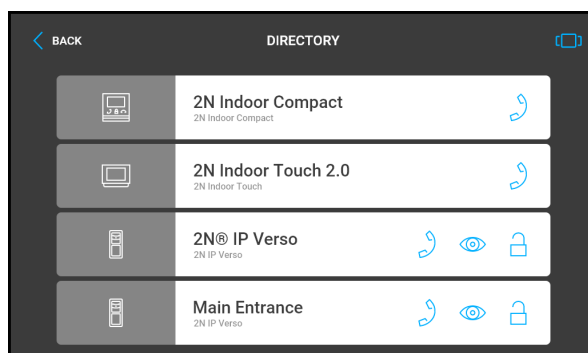 BACK
DIRECTORY
2N Indoor Compact
2N Indoor Compact
2N Indoor Touch 2.0
2N Indoor Touch
2N® IP Verso
2N IP Verso
Main Entrance
2N IP Verso